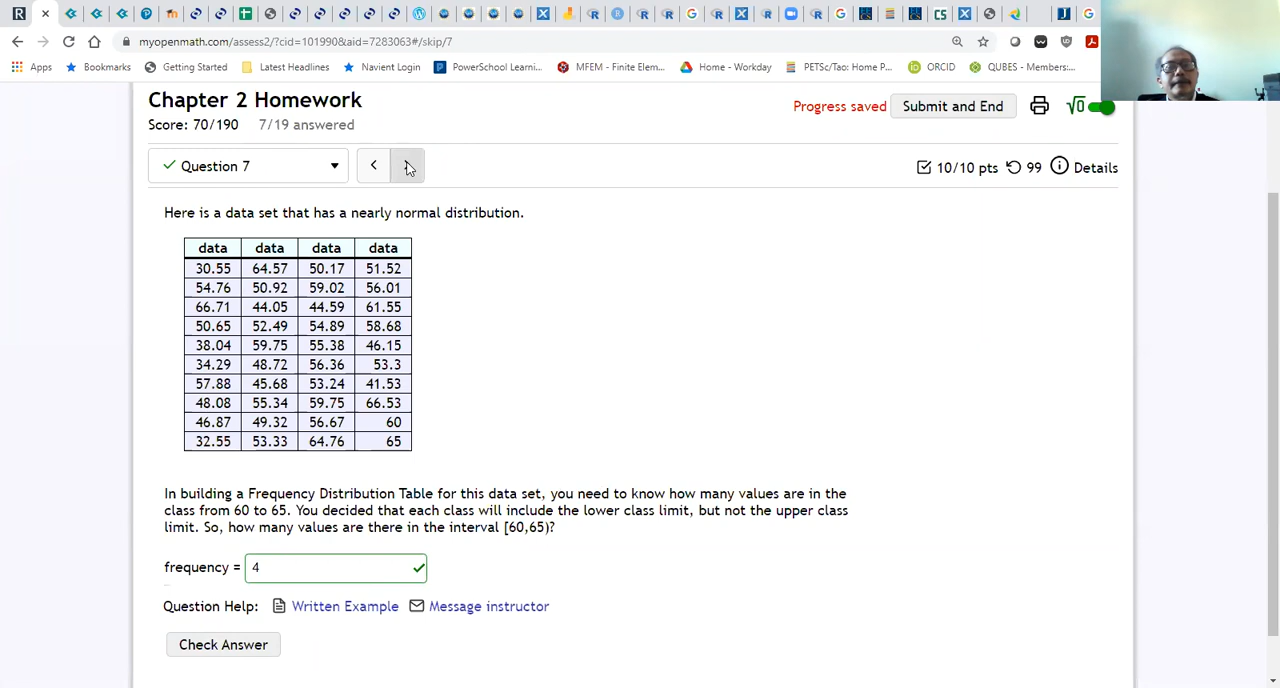 myopenmath.com/assess2/?cid=101990&aid=7283063#/skip/7
Apps Bookmarks Getting Started Latest Headlines Navient Login PowerSchool Learni... MFEM - Finite Elem... Home - Workday PETSc/Tao: Home P... ORCID QUBES - Members:...
Chapter 2 Homework
Progress saved Submit and End
Score: 70/190 7/19 answered
Question 7
10/10 pts 99 Details
Here is a data set that has a nearly normal distribution.
data data data data
30.55 64.57 50.17 51.52
54.76 50.92 59.02 56.01
66.71 44.05 44.59 61.55
50.65 52.49 54.89 58.68
38.04 59.75 55.38 46.15
34.29 48.72 56.36 53.3
57.88 45.68 53.24 41.53
48.08 55.34 59.75 66.53
46.87 49.32 56.67 60
32.55 53.33 64.76 65
In building a Frequency Distribution Table for this data set, you need to know how many values are in the
class from 60 to 65. You decided that each class will include the lower class limit, but not the upper class
limit. So, how many values are there in the interval [60,65)?
frequency = 4
Question Help: Written Example Message instructor
Check Answer